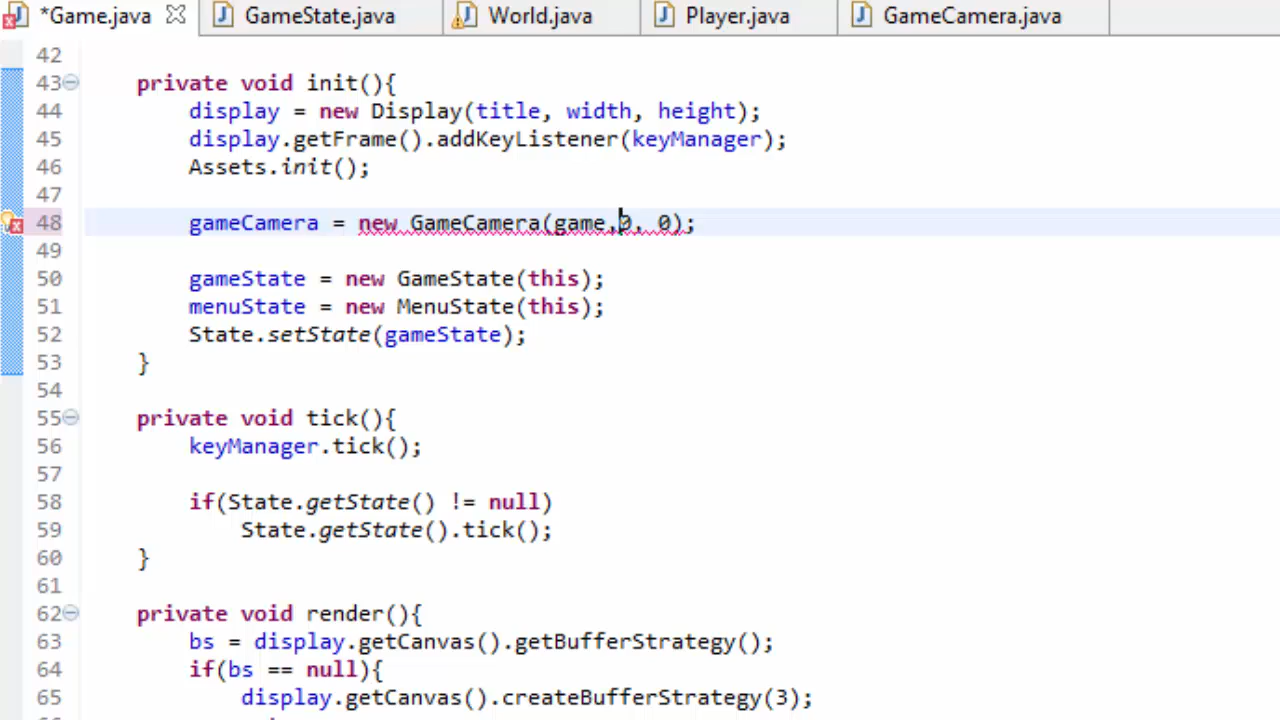 *Game.java GameState.java World.java Player.java GameCamera.java
42
43 private void init(){
44 display = new Display(title, width, height);
45 display.getFrame().addKeyListener(keyManager);
46 Assets.init();
47
48 gameCamera = new GameCamera(game,0, 0);
49
50 gameState = new GameState(this);
51 menuState = new MenuState(this);
52 State.setState(gameState);
53 }
54
55 private void tick(){
56 keyManager.tick();
57
58 if(State.getState() != null)
59 State.getState().tick();
60 }
61
62 private void render(){
63 bs = display.getCanvas().getBufferStrategy();
64 if(bs == null){
65 display.getCanvas().createBufferStrategy(3);